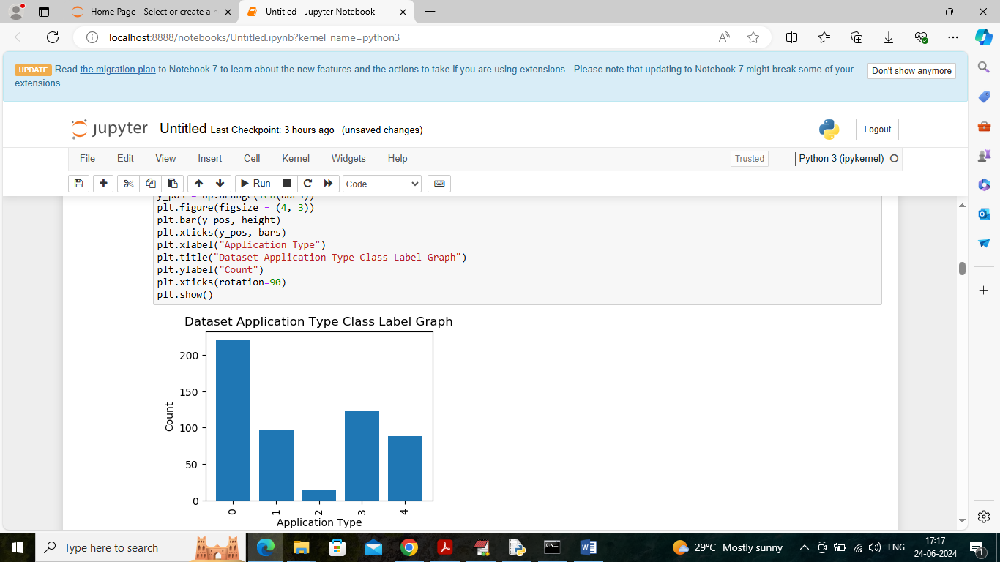 Home Page - Select or create a n
Untitled - Jupyter Notebook
localhost:8888/notebooks/Untitled.ipynb?kernel_name=python3
UPDATE Read the migration plan to Notebook 7 to learn about the new features and the actions to take if you are using extensions - Please note that updating to Notebook 7 might break some of your
extensions.
Don't show anymore
jupyter Untitled Last Checkpoint: 3 hours ago (unsaved changes)
Logout
File Edit View Insert Cell Kernel Widgets Help
Trusted
Python 3 (ipykernel)
Run
Code
y_pos = np.arange(len(bars))
plt.figure(figsize = (4, 3))
plt.bar(y_pos, height)
plt.xticks(y_pos, bars)
plt.xlabel("Application Type")
plt.title("Dataset Application Type Class Label Graph")
plt.ylabel("Count")
plt.xticks(rotation=90)
plt.show()
Dataset Application Type Class Label Graph
200
150
100
50
0
Count
0 1 2 3 4
Application Type
Type here to search
29°C Mostly sunny
ENG
17:17
24-06-2024
1